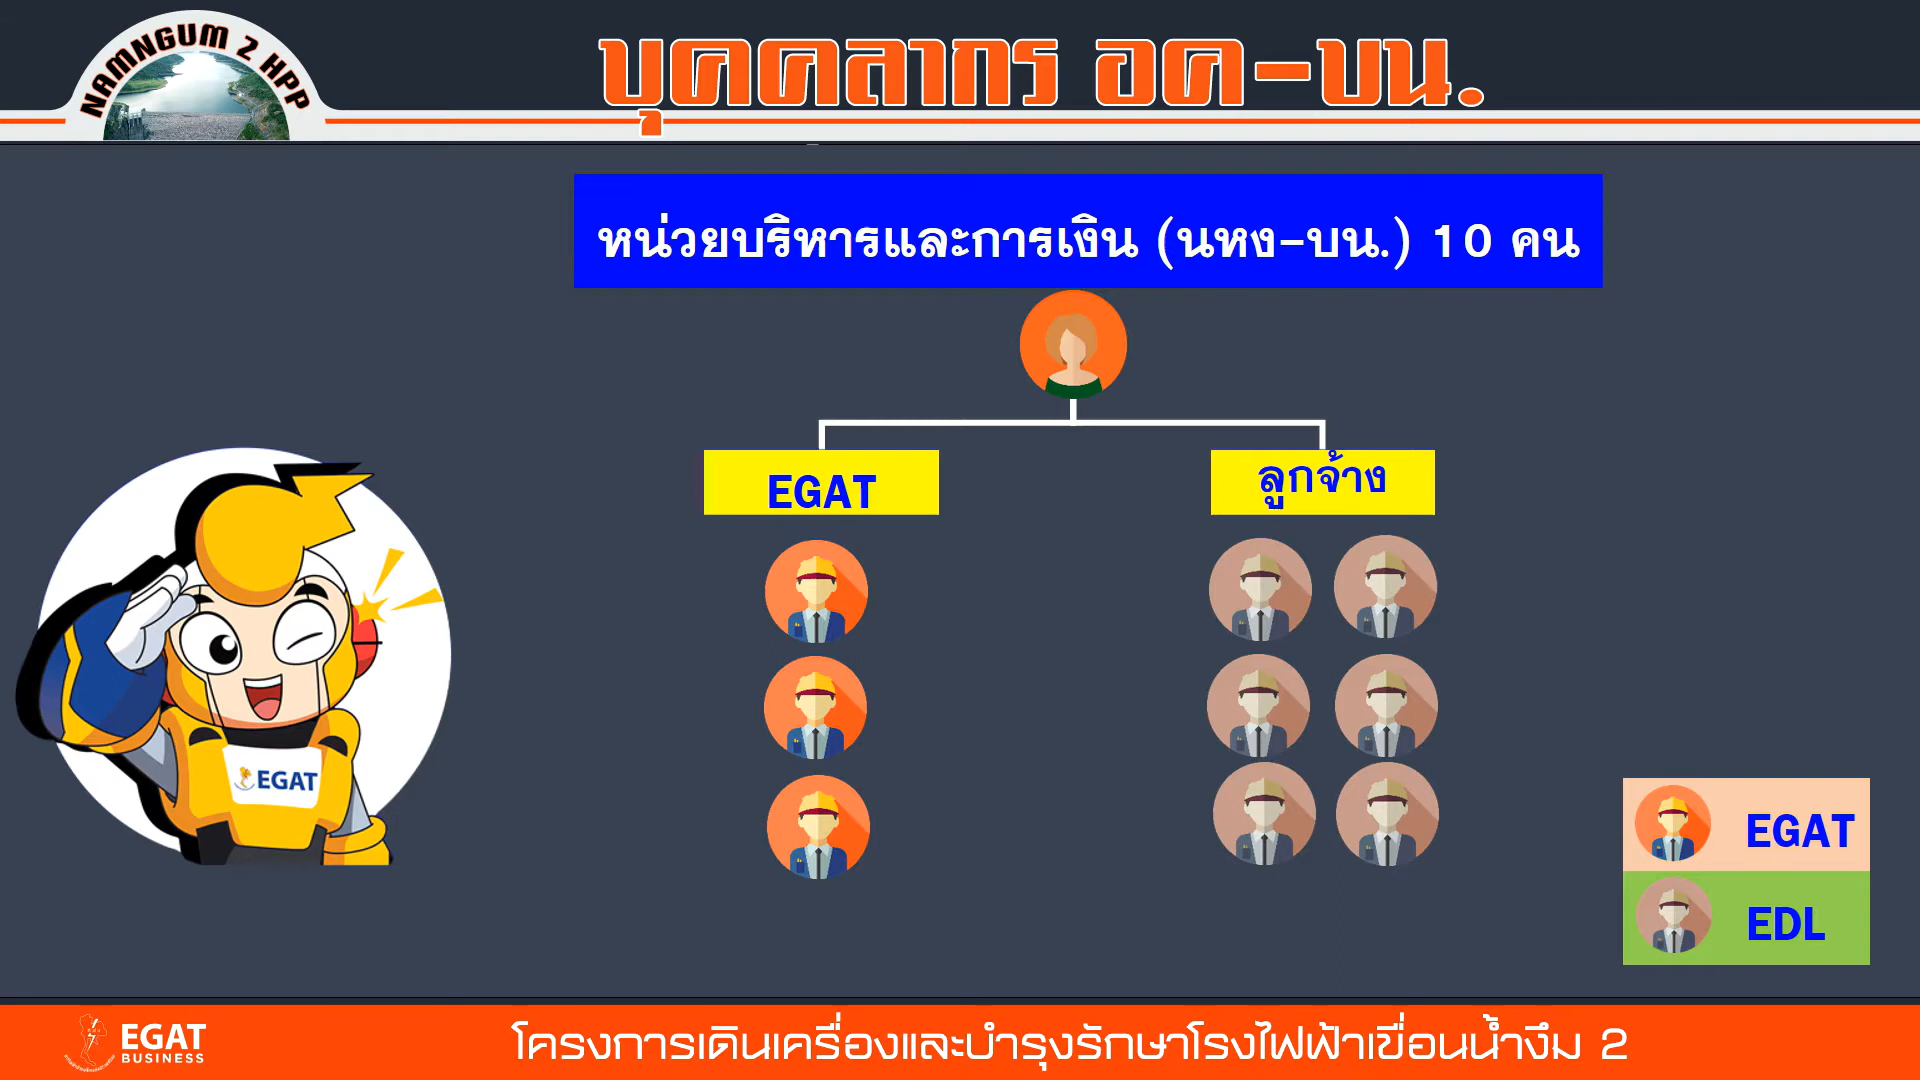 NAMNGUM 2 HPP
บุคคลากร อค-บน.
หน่วยบริหารและการเงิน (นหง-บน.) 10 คน
EGAT
ลูกจ้าง
EGAT
EGAT
EDL
EGAT
BUSINESS
โครงการเดินเครื่องและบำรุงรักษาโรงไฟฟ้าเขื่อนน้ำงึม 2